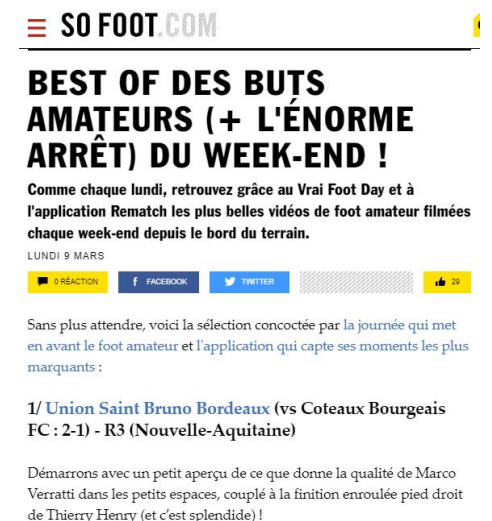 SO FOOT.COM
BEST OF DES BUTS
AMATEURS (+ L'ÉNORME
ARRÊT) DU WEEK-END !
Comme chaque lundi, retrouvez grâce au Vrai Foot Day et à
l'application Rematch les plus belles vidéos de foot amateur filmées
chaque week-end depuis le bord du terrain.
LUNDI 9 MARS
0 RÉACTION FACEBOOK TWITTER 29
Sans plus attendre, voici la sélection concoctée par la journée qui met
en avant le foot amateur et l'application qui capte ses moments les plus
marquants :
1/ Union Saint Bruno Bordeaux (vs Coteaux Bourgeais
FC : 2-1) - R3 (Nouvelle-Aquitaine)
Démarrons avec un petit aperçu de ce que donne la qualité de Marco
Verratti dans les petits espaces, couplé à la finition enroulée pied droit
de Thierry Henry (et c'est splendide) !